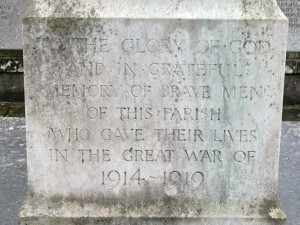 TO THE GLORY OF GOD
AND IN GRATEFUL
MEMORY OF BRAVE MEN
OF THIS PARISH
WHO GAVE THEIR LIVES
IN THE GREAT WAR OF
1914~1919